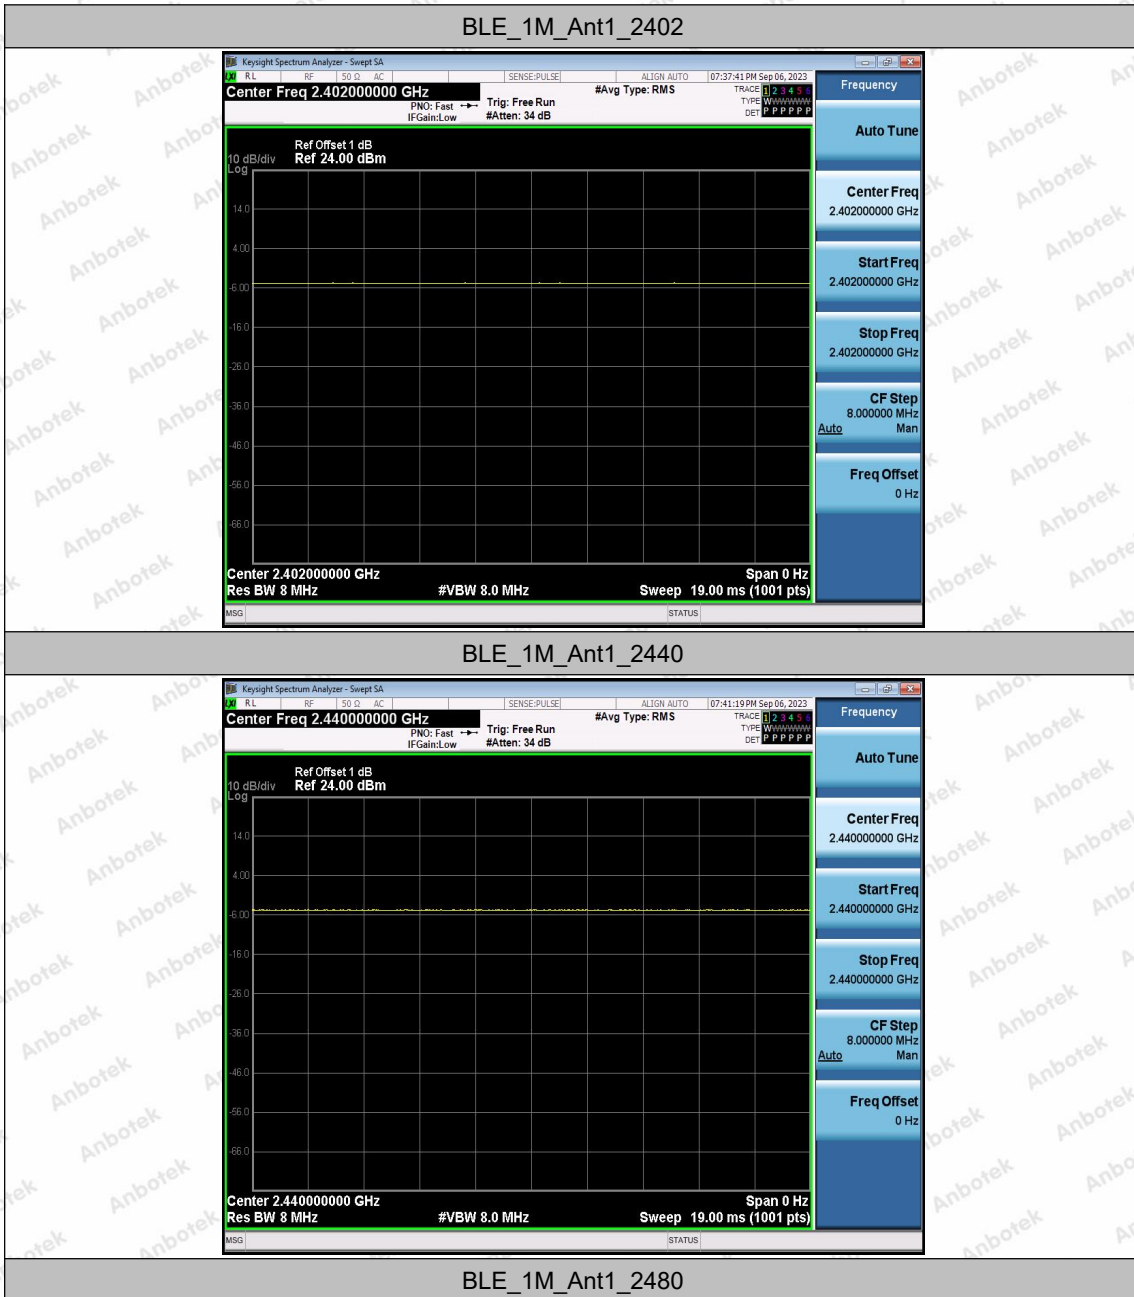 BLE_1M_Ant1_2402
Keysight Spectrum Analyzer - Swept SA
RL RF 50 Ω AC SENSE:PULSE ALIGN AUTO 07:37:41 PM Sep 06, 2023
Center Freq 2.402000000 GHz
PNO: Fast
IFGain:Low
Trig: Free Run
#Atten: 34 dB
#Avg Type: RMS
TRACE 1 2 3 4 5 6
TYPE WWWWWW
DET P P P P P P
Ref Offset 1 dB
10 dB/div Ref 24.00 dBm
Log
14.0
4.00
-6.00
-16.0
-26.0
-36.0
-46.0
-56.0
-66.0
Center 2.402000000 GHz Span 0 Hz
Res BW 8 MHz #VBW 8.0 MHz Sweep 19.00 ms (1001 pts)
MSG STATUS
Frequency
Auto Tune
Center Freq
2.402000000 GHz
Start Freq
2.402000000 GHz
Stop Freq
2.402000000 GHz
CF Step
8.000000 MHz
Auto Man
Freq Offset
0 Hz
BLE_1M_Ant1_2440
Keysight Spectrum Analyzer - Swept SA
RL RF 50 Ω AC SENSE:PULSE ALIGN AUTO 07:41:19 PM Sep 06, 2023
Center Freq 2.440000000 GHz
PNO: Fast
IFGain:Low
Trig: Free Run
#Atten: 34 dB
#Avg Type: RMS
TRACE 1 2 3 4 5 6
TYPE WWWWWW
DET P P P P P P
Ref Offset 1 dB
10 dB/div Ref 24.00 dBm
Log
14.0
4.00
-6.00
-16.0
-26.0
-36.0
-46.0
-56.0
-66.0
Center 2.440000000 GHz Span 0 Hz
Res BW 8 MHz #VBW 8.0 MHz Sweep 19.00 ms (1001 pts)
MSG STATUS
Frequency
Auto Tune
Center Freq
2.440000000 GHz
Start Freq
2.440000000 GHz
Stop Freq
2.440000000 GHz
CF Step
8.000000 MHz
Auto Man
Freq Offset
0 Hz
BLE_1M_Ant1_2480
Anbotek